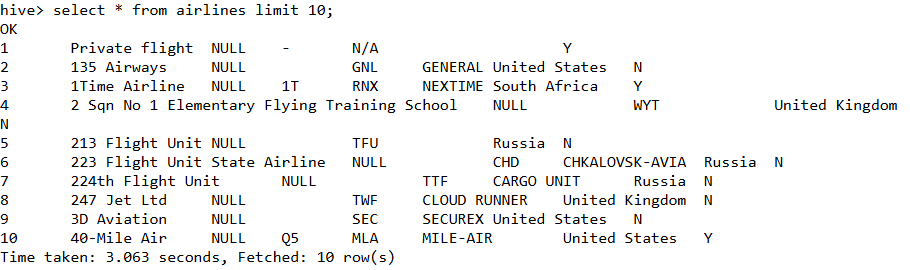 hive> select * from airlines limit 10;
OK
1 Private flight NULL - N/A Y
2 135 Airways NULL GNL GENERAL United States N
3 1Time Airline NULL 1T RNX NEXTIME South Africa Y
4 2 Sqn No 1 Elementary Flying Training School NULL WYT United Kingdom
N
5 213 Flight Unit NULL TFU Russia N
6 223 Flight Unit State Airline NULL CHD CHKALOVSK-AVIA Russia N
7 224th Flight Unit NULL TTF CARGO UNIT Russia N
8 247 Jet Ltd NULL TWF CLOUD RUNNER United Kingdom N
9 3D Aviation NULL SEC SECUREX United States N
10 40-Mile Air NULL Q5 MLA MILE-AIR United States Y
Time taken: 3.063 seconds, Fetched: 10 row(s)